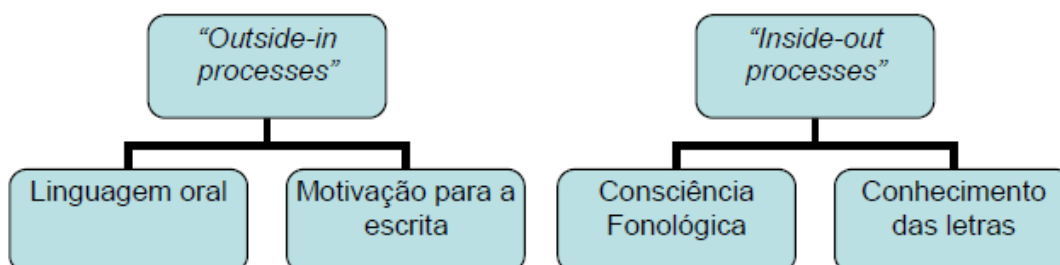 “Outside-in
processes”
“Inside-out
processes”
Linguagem oral
Motivação para a
escrita
Consciência
Fonológica
Conhecimento
das letras